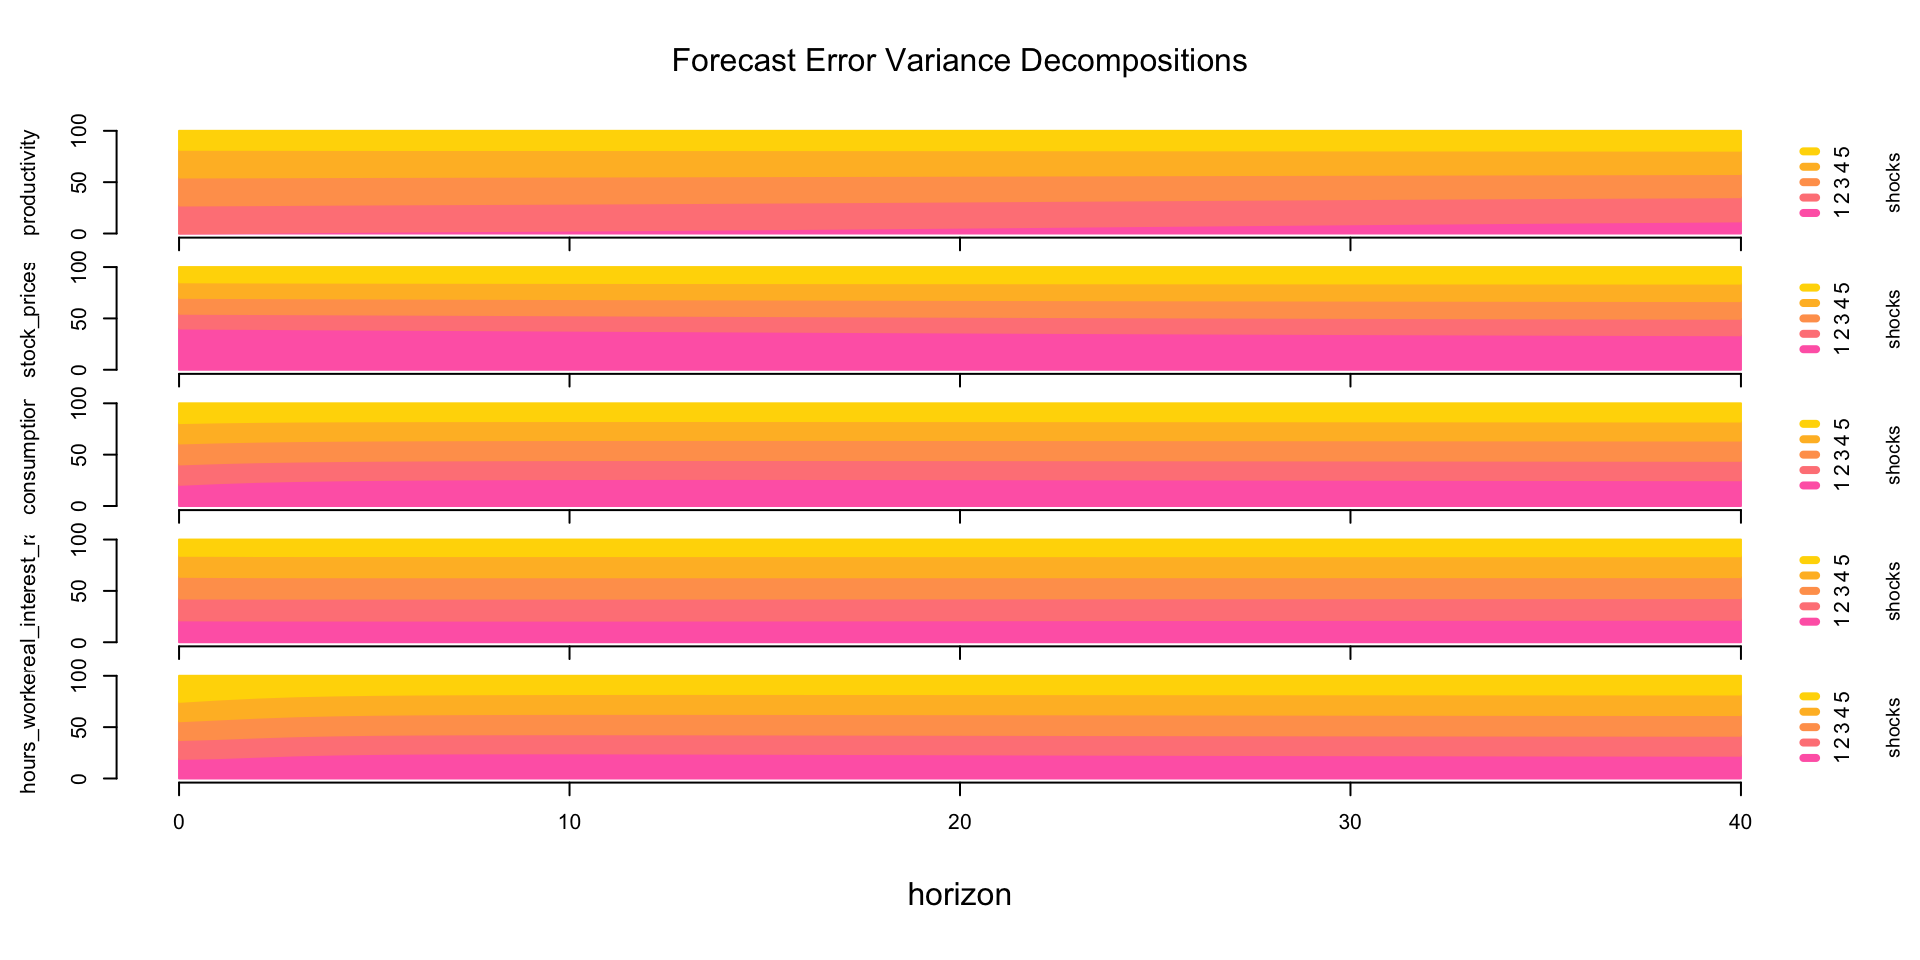 Forecast Error Variance Decompositions
productivity
0 50 100
1 2 3 4 5
shocks
stock_prices
0 50 100
1 2 3 4 5
shocks
consumption
0 50 100
1 2 3 4 5
shocks
real_interest_ra
0 50 100
1 2 3 4 5
shocks
hours_worke
0 50 100
1 2 3 4 5
shocks
0 10 20 30 40
horizon